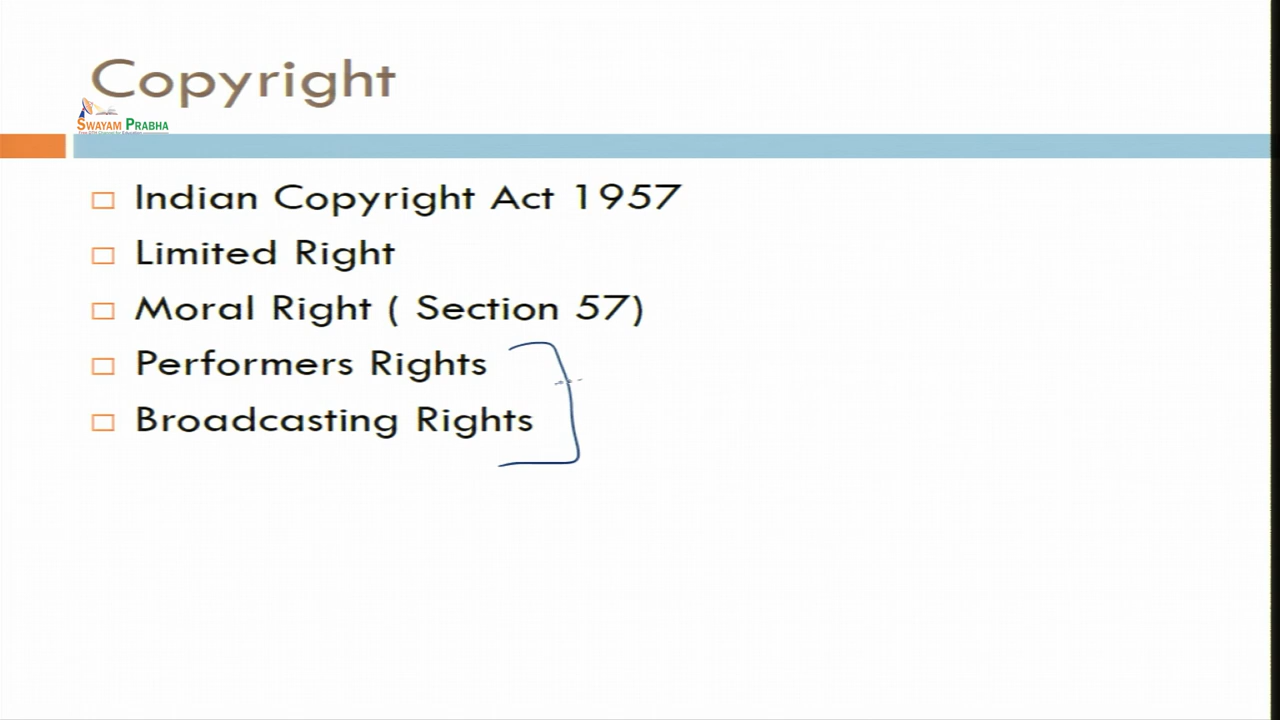 Copyright
SWAYAM PRABHA
Indian Copyright Act 1957
Limited Right
Moral Right ( Section 57)
Performers Rights
Broadcasting Rights